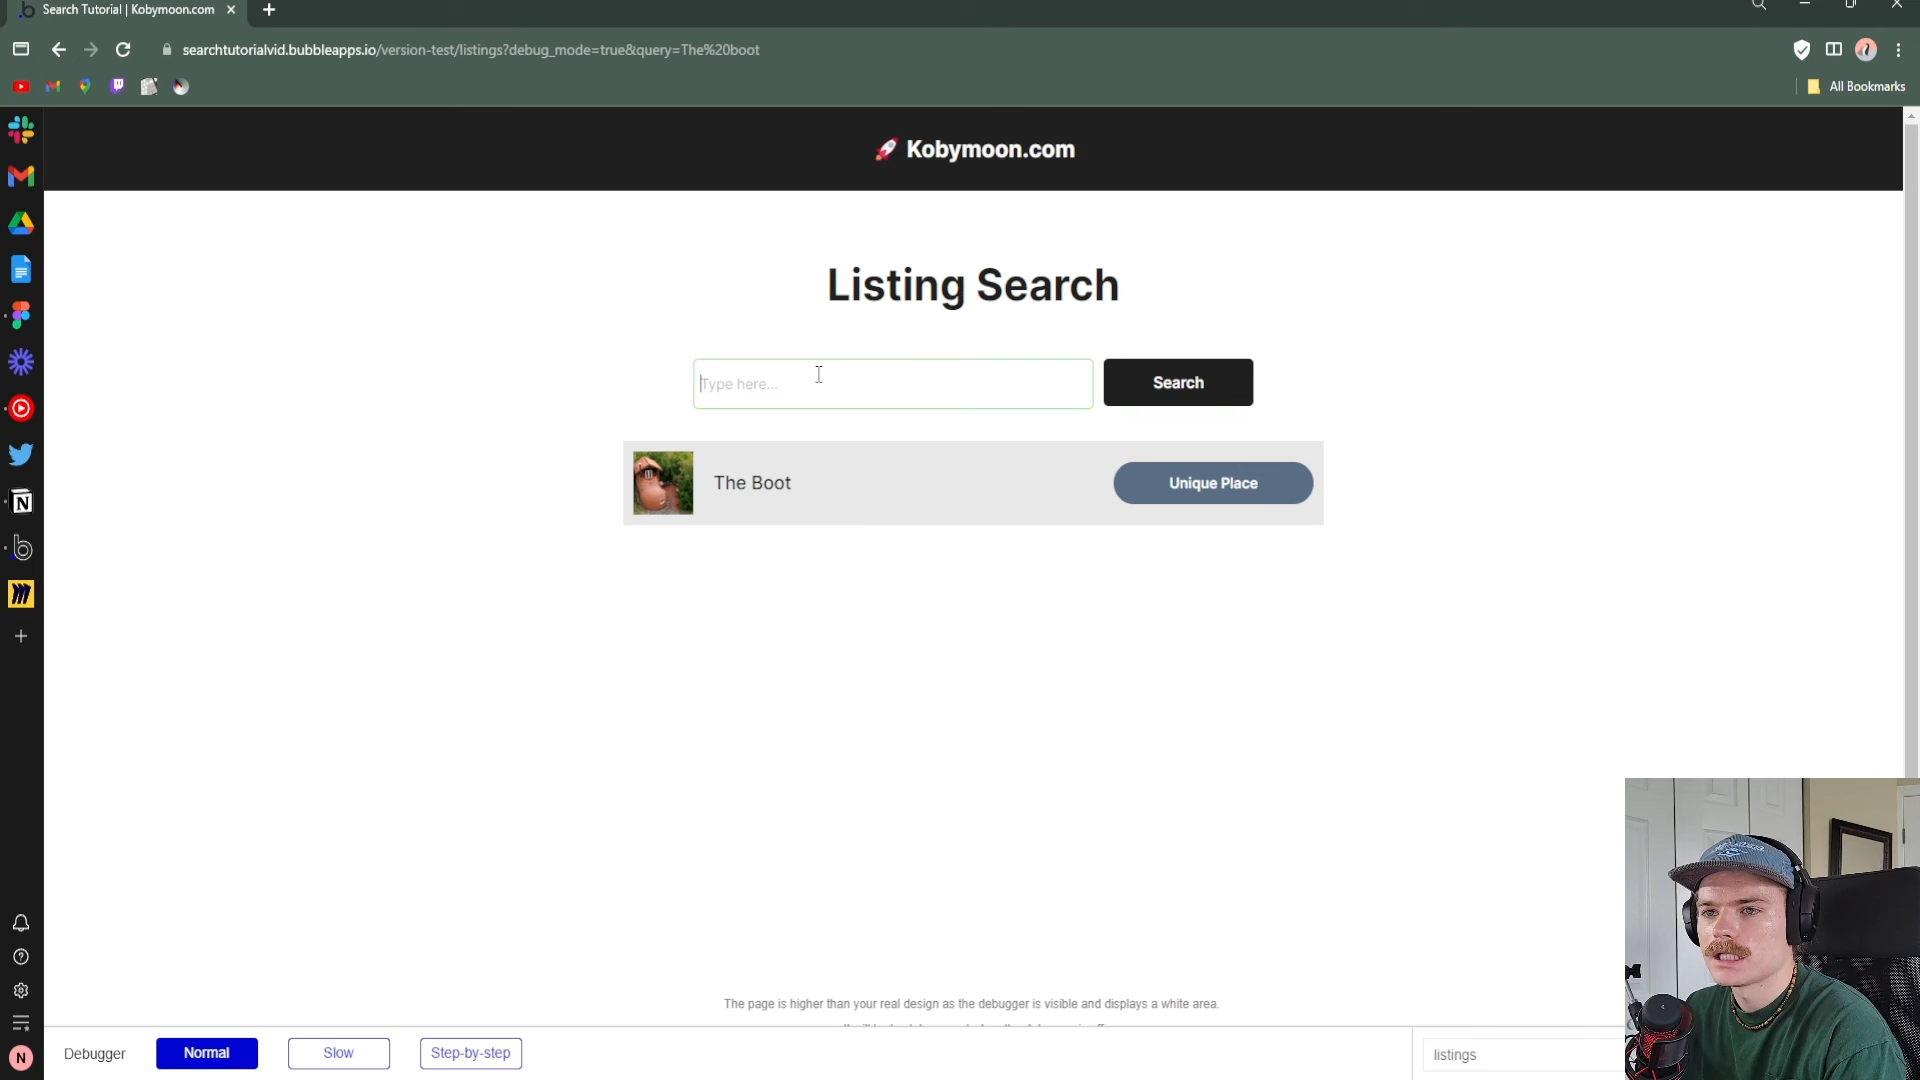 Search Tutorial | Kobymoon.com
searchtutorialvid.bubbleapps.io/version-test/listings?debug_mode=true&query=The%20boot
All Bookmarks
🚀 Kobymoon.com
Listing Search
Type here...
Search
The Boot
Unique Place
The page is higher than your real design as the debugger is visible and displays a white area.
Debugger
Normal
Slow
Step-by-step
listings
N